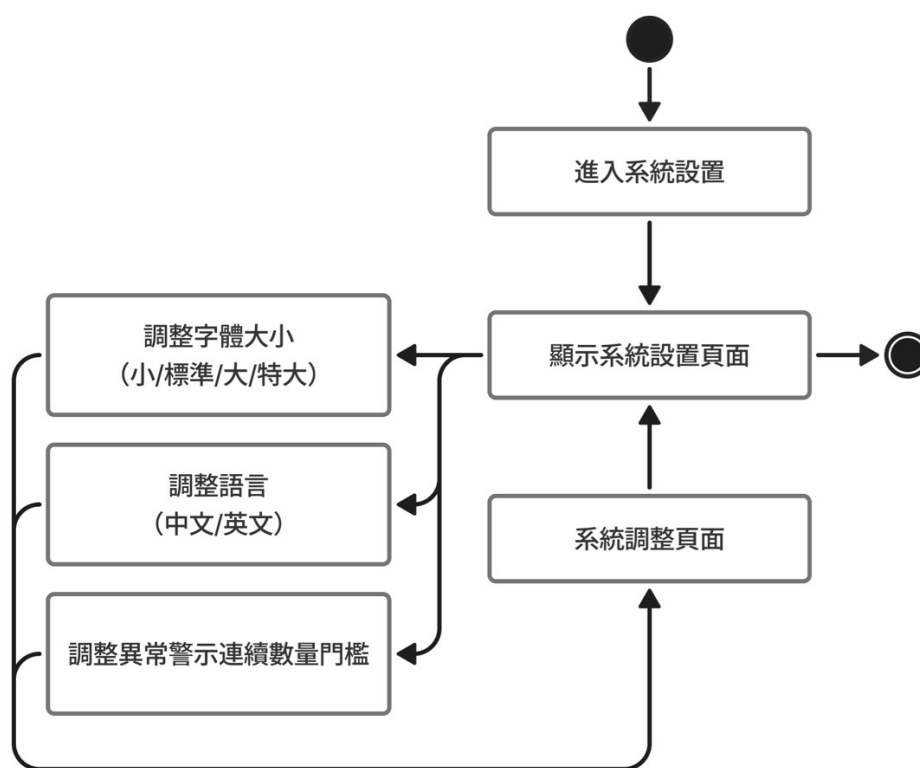 進入系統設置
顯示系統設置頁面
調整字體大小
（小/標準/大/特大）
調整語言
（中文/英文）
調整異常警示連續數量門檻
系統調整頁面